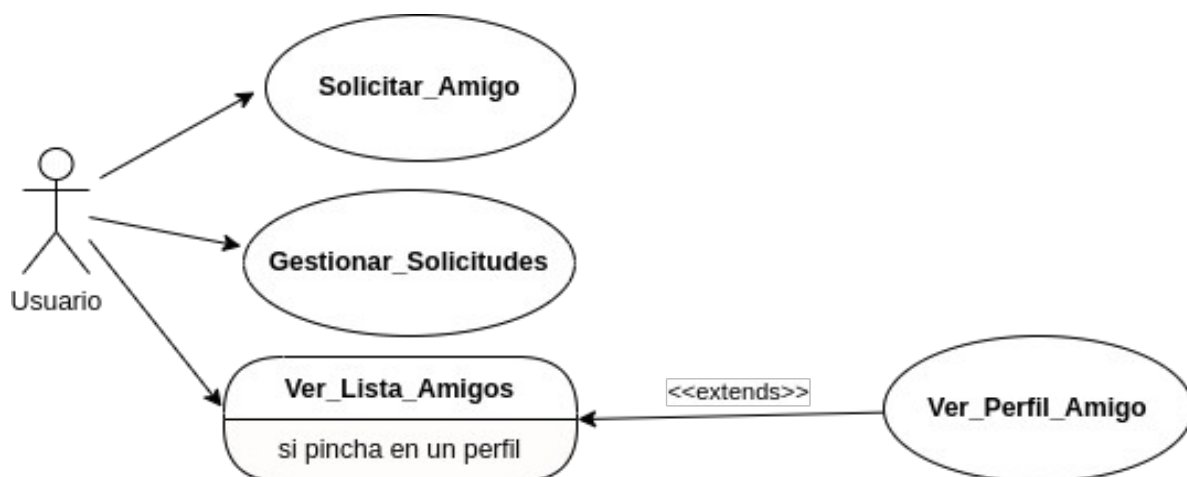 Solicitar_Amigo
Gestionar_Solicitudes
Usuario
Ver_Lista_Amigos
<<extends>>
Ver_Perfil_Amigo
si pincha en un perfil